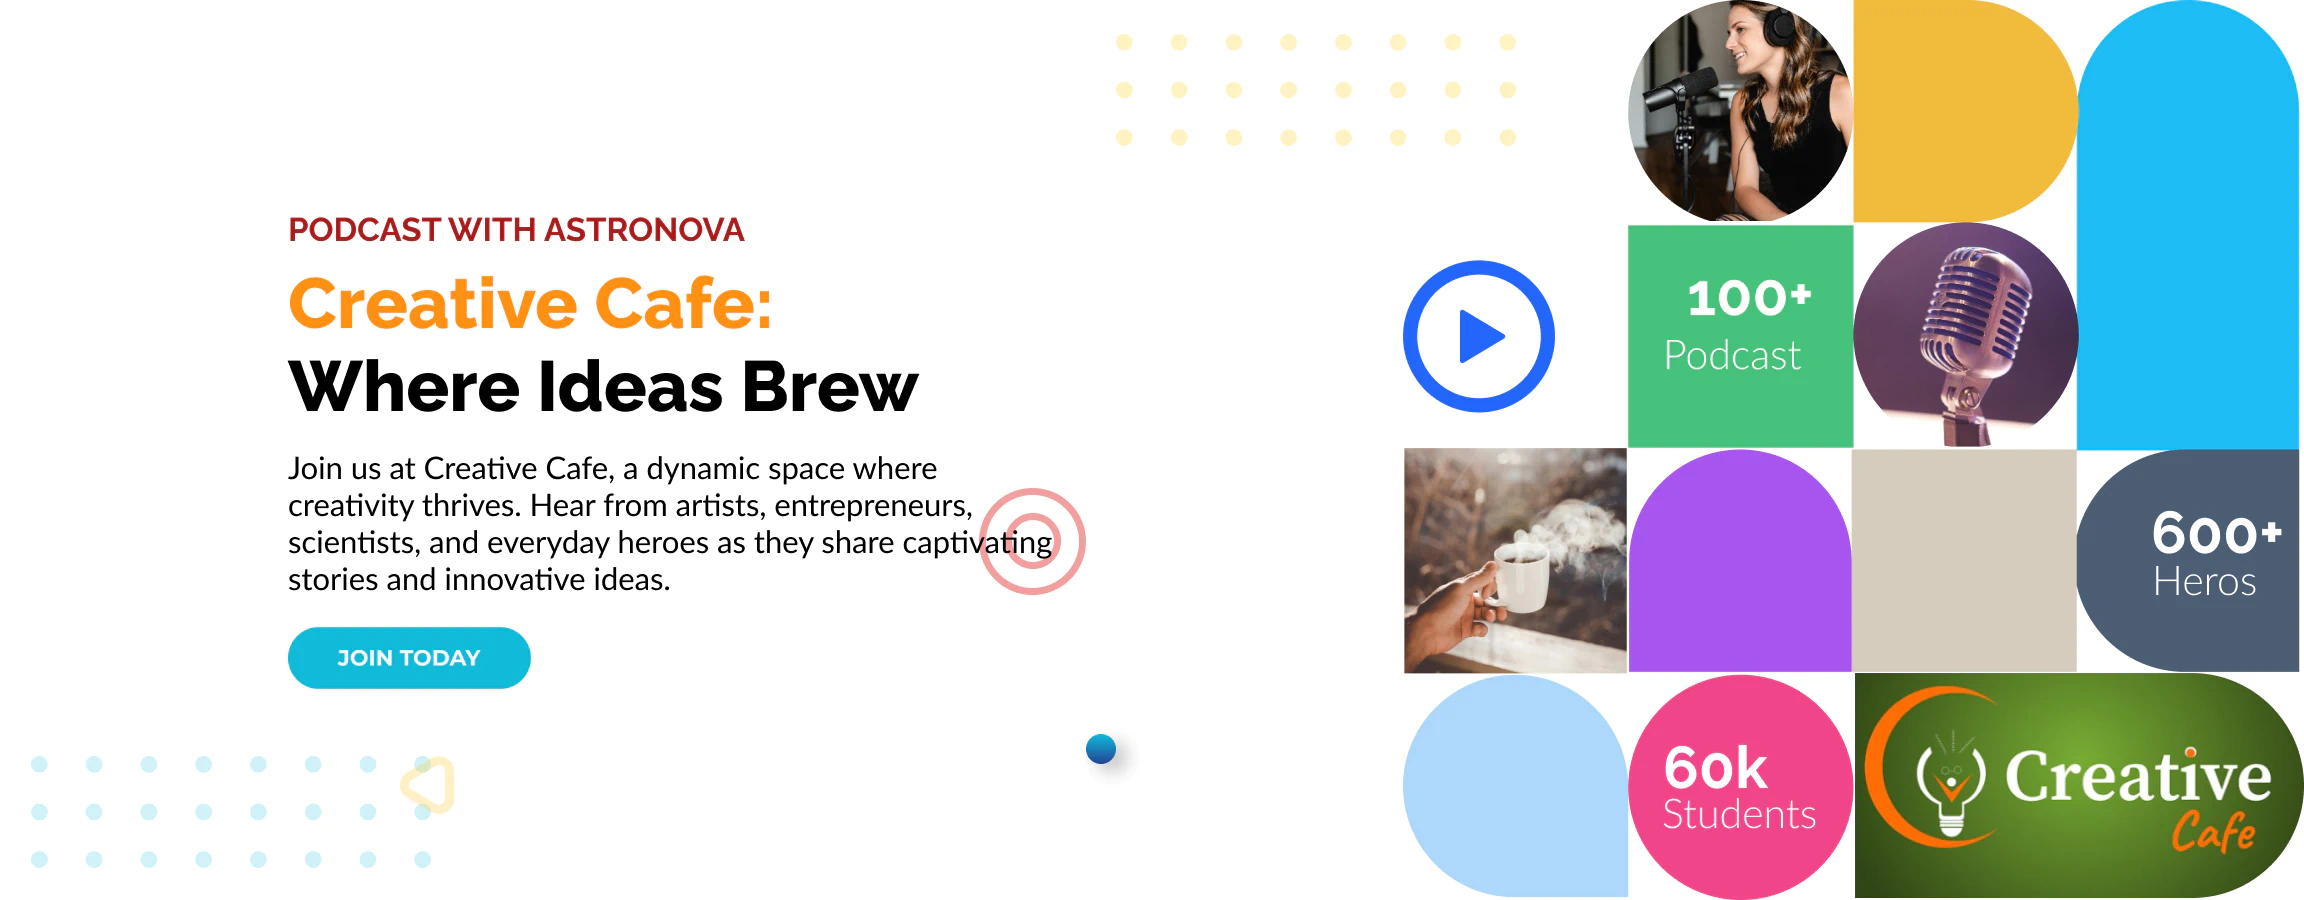 PODCAST WITH ASTRONOVA
Creative Cafe:
Where Ideas Brew
Join us at Creative Cafe, a dynamic space where
creativity thrives. Hear from artists, entrepreneurs,
scientists, and everyday heroes as they share captivating
stories and innovative ideas.
JOIN TODAY
100+
Podcast
600+
Heros
60k
Students
Creative
Cafe